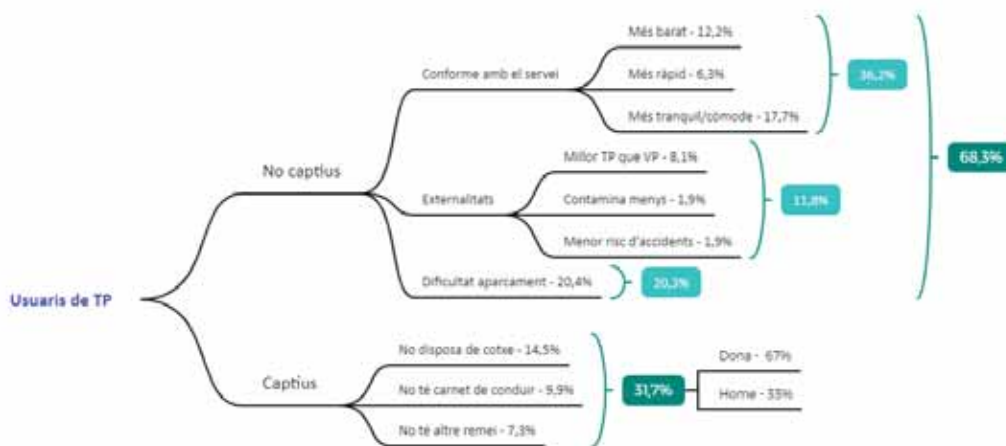 Més barat - 12,2%
Conforme amb el servei
Més ràpid - 6,3%
36,2%
Més tranquil/còmode - 17,7%
No captius
Millor TP que VP - 8,1%
68,3%
Externalitats
Contamina menys - 1,9%
11,8%
Menor risc d'accidents - 1,9%
Dificultat aparcament - 20,4%
20,3%
Usuaris de TP
No disposa de cotxe - 14,5%
Dona - 67%
Captius
No té carnet de conduir - 9,9%
31,7%
Home - 33%
No té altre remei - 7,3%